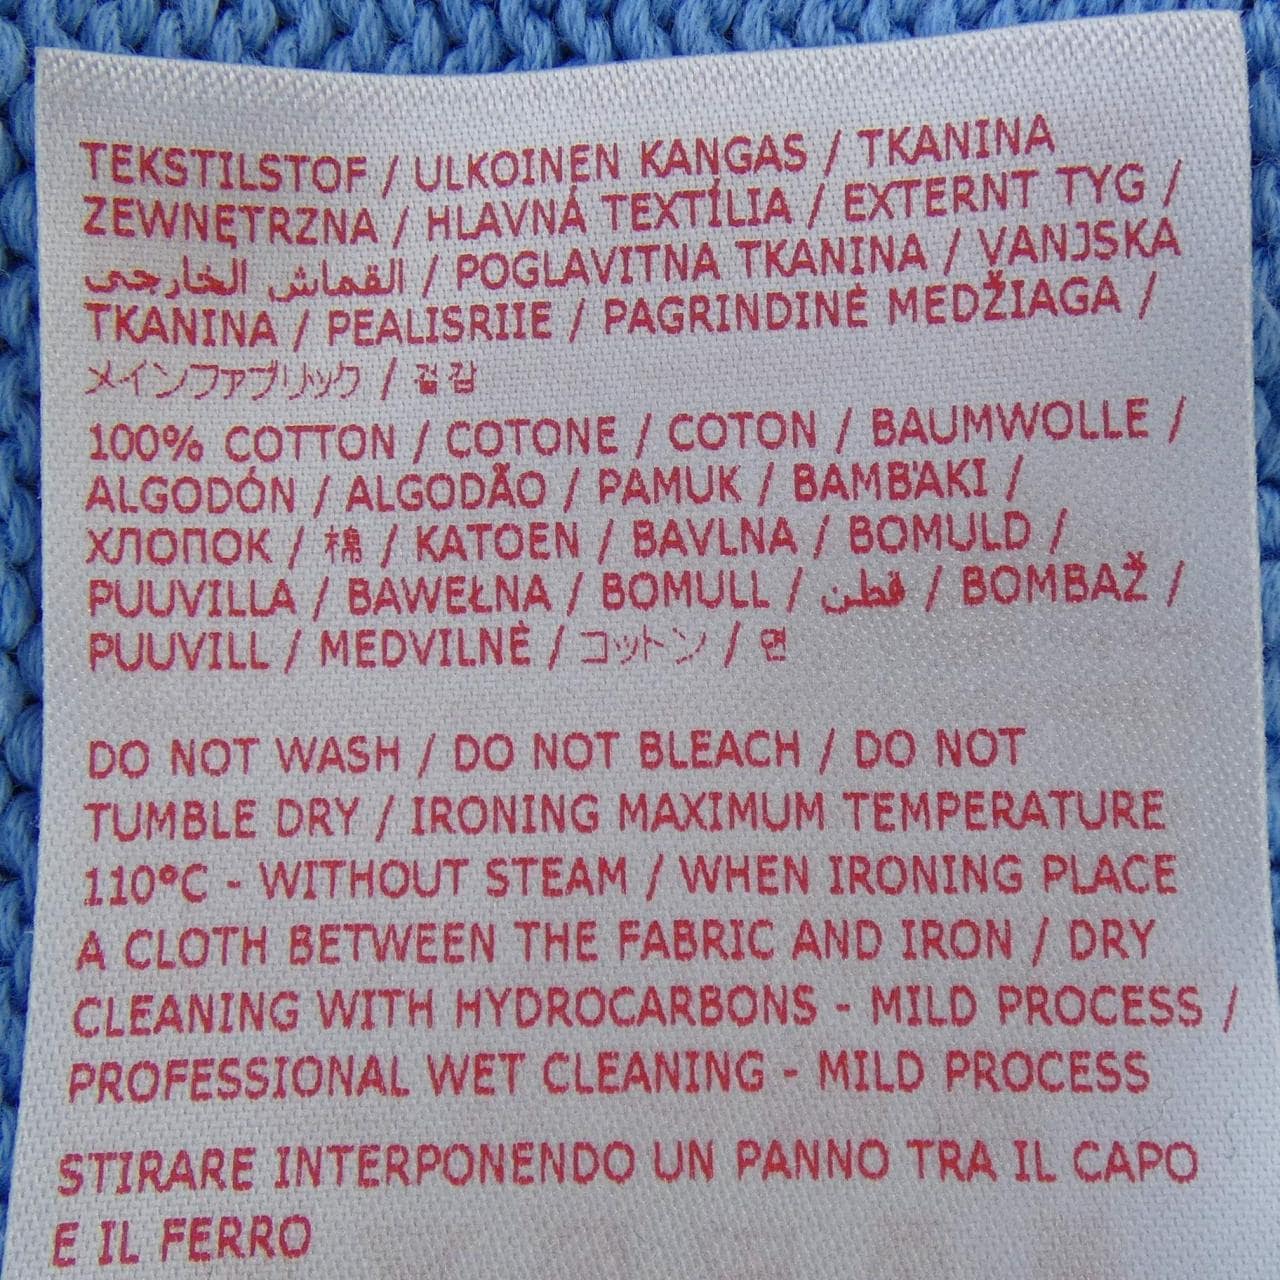 TEKSTILSTOF / ULKOINEN KANGAS / TKANINA
ZEWNĘTRZNA / HLAVNÁ TEXTÍLIA / EXTERNT TYG /
القماش الخارجى / POGLAVITNA TKANINA / VANJSKA
TKANINA / PEALISRIIE / PAGRINDINĖ MEDŽIAGA /
メインファブリック / 겉감
100% COTTON / COTONE / COTON / BAUMWOLLE /
ALGODÓN / ALGODÃO / PAMUK / BAMBAKI /
ХЛОПОК / 棉 / KATOEN / BAVLNA / BOMULD /
PUUVILLA / BAWEŁNA / BOMULL / قطن / BOMBAŽ /
PUUVILL / MEDVILNĖ / コットン / 면
DO NOT WASH / DO NOT BLEACH / DO NOT
TUMBLE DRY / IRONING MAXIMUM TEMPERATURE
110°C - WITHOUT STEAM / WHEN IRONING PLACE
A CLOTH BETWEEN THE FABRIC AND IRON / DRY
CLEANING WITH HYDROCARBONS - MILD PROCESS /
PROFESSIONAL WET CLEANING - MILD PROCESS
STIRARE INTERPONENDO UN PANNO TRA IL CAPO
E IL FERRO